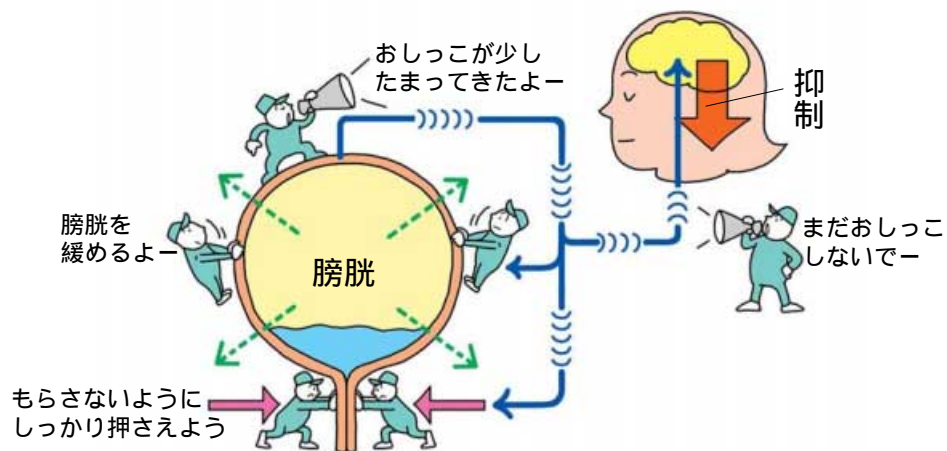 おしっこが少し
たまってきたよー
抑制
膀胱を
緩めるよー
まだおしっこ
しないでー
膀胱
もらさないように
しっかり押さえよう